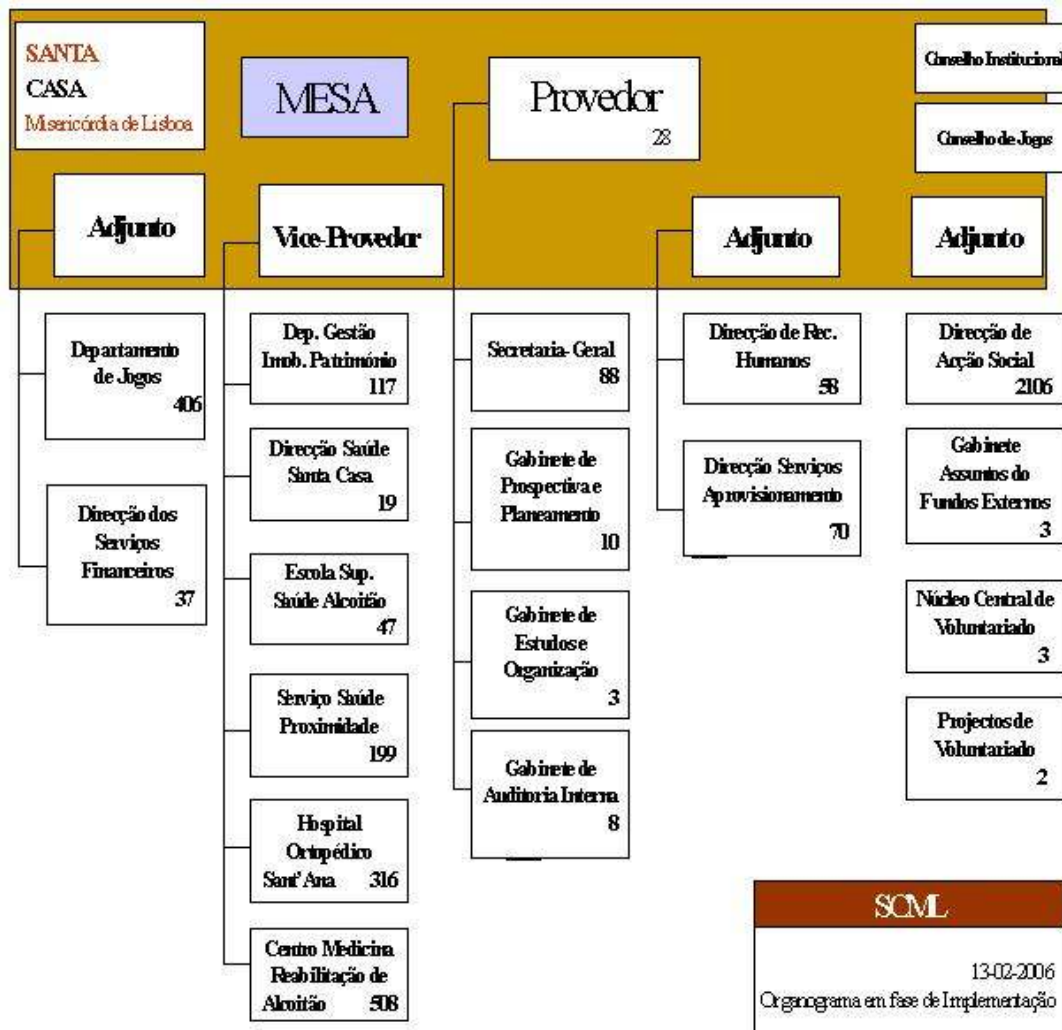 SANTA
CASA
Misericórdia de Lisboa
MESA
Provedor
28
Conselho Institucional
Conselho de Jogos
Adjunto
Vice-Provedor
Adjunto
Adjunto
Departamento
de Jogos
406
Direcção dos
Serviços
Financeiros
37
Dep. Gestão
Imob. Património
117
Direcção Saúde
Santa Casa
19
Escola Sup.
Saúde Alcoitão
47
Serviço Saúde
Proximidade
199
Hospital
Ortopédico
Sant'Ana 316
Centro Medicina
Reabilitação de
Alcoitão 508
Secretaria-Geral
88
Gabinete de
Prospectiva e
Planeamento
10
Gabinete de
Estudos e
Organização
3
Gabinete de
Auditoria Interna
8
Direcção de Rec.
Humanos
58
Direcção Serviços
Aprovisionamento
70
Direcção de
Acção Social
2106
Gabinete
Assuntos do
Fundos Externos
3
Núcleo Central de
Voluntariado
3
Projectos de
Voluntariado
2
SCML
13-02-2006
Organograma em fase de Implementação